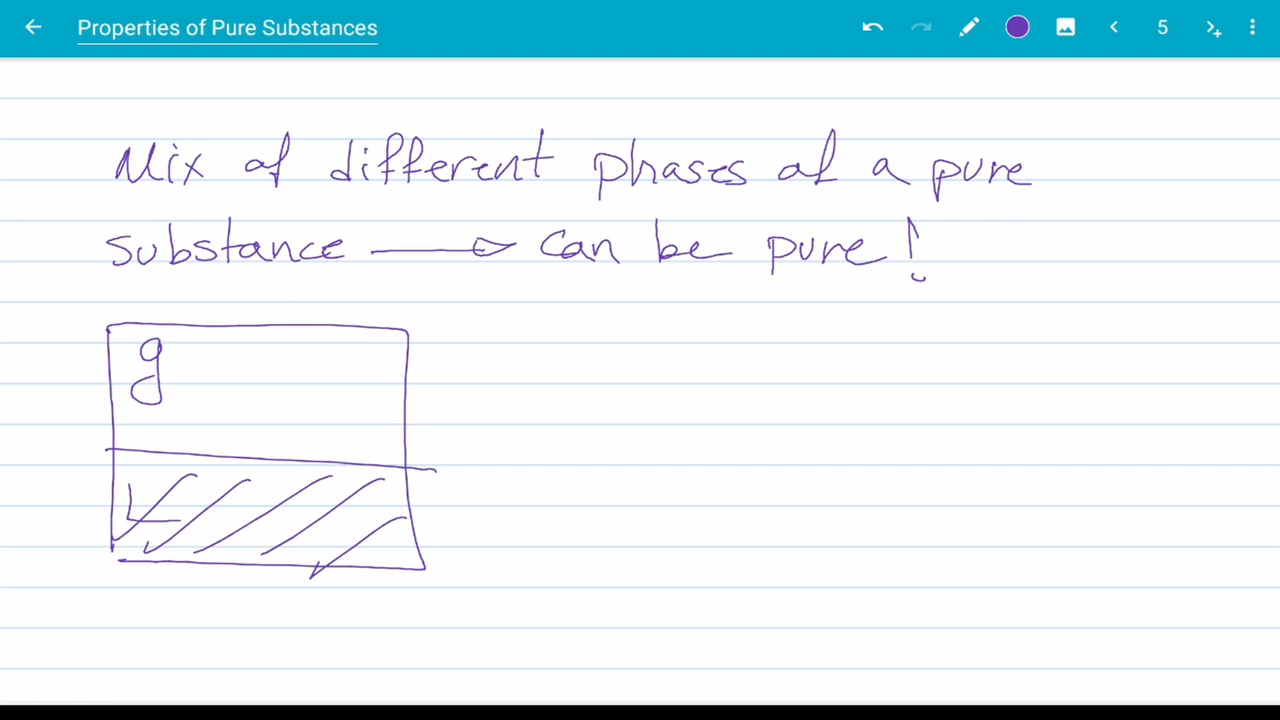 Properties of Pure Substances
5
Mix of different phases of a pure
substance → can be pure!
g
L